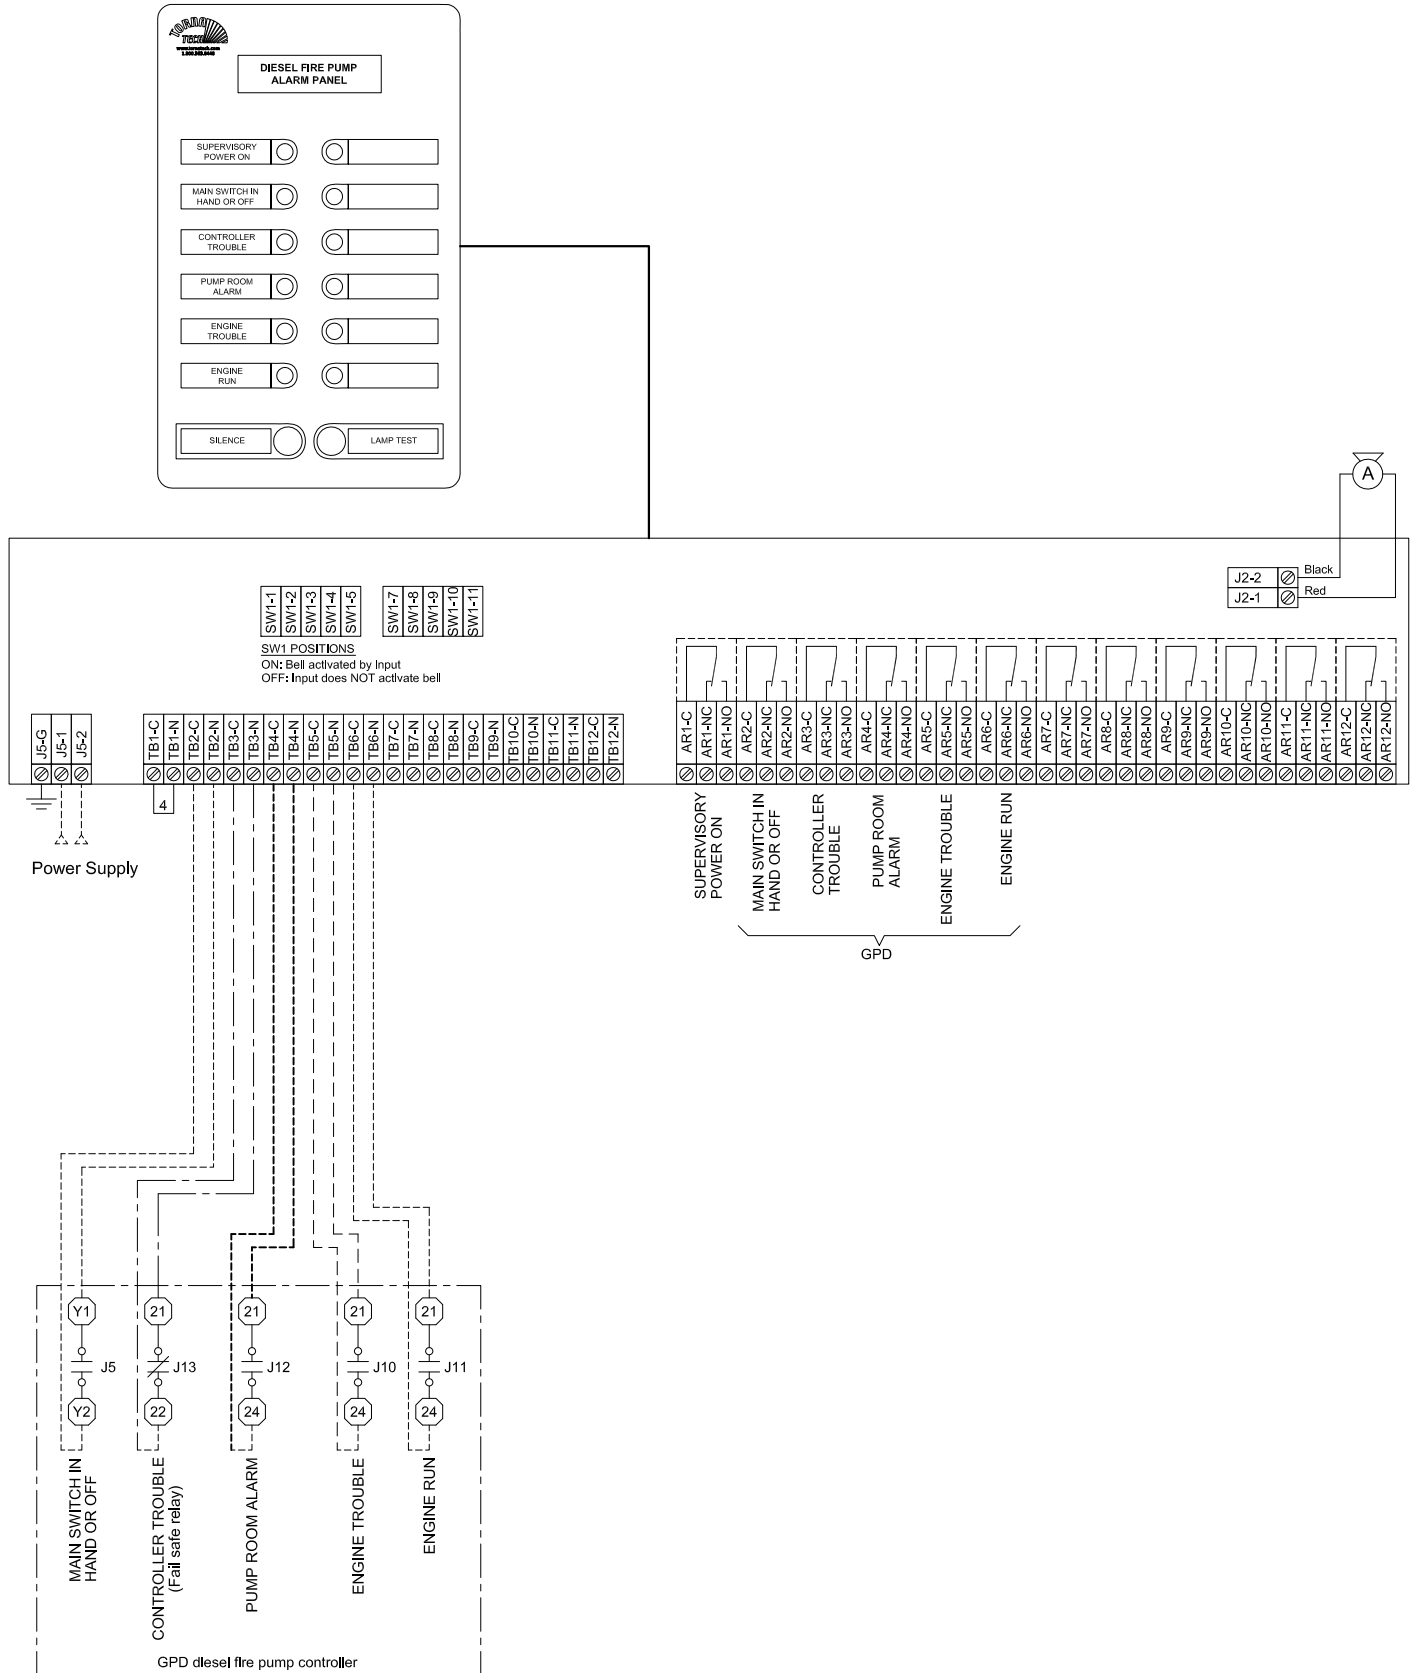 TORNA
TECH
www.tornatech.com
DIESEL FIRE PUMP
ALARM PANEL
SUPERVISORY
POWER ON
MAIN SWITCH IN
HAND OR OFF
CONTROLLER
TROUBLE
PUMP ROOM
ALARM
ENGINE
TROUBLE
ENGINE
RUN
SILENCE
LAMP TEST
A
J2-2
Black
J2-1
Red
SW1-1
SW1-2
SW1-3
SW1-4
SW1-5
SW1-7
SW1-8
SW1-9
SW1-10
SW1-11
SW1 POSITIONS
ON: Bell activated by input
OFF: Input does NOT activate bell
J5-G
J5-1
J5-2
TB1-C
TB1-N
TB2-C
TB2-N
TB3-C
TB3-N
TB4-C
TB4-N
TB5-C
TB5-N
TB6-C
TB6-N
TB7-C
TB7-N
TB8-C
TB8-N
TB9-C
TB9-N
TB10-C
TB10-N
TB11-C
TB11-N
TB12-C
TB12-N
AR1-C
AR1-NC
AR1-NO
AR2-C
AR2-NC
AR2-NO
AR3-C
AR3-NC
AR3-NO
AR4-C
AR4-NC
AR4-NO
AR5-C
AR5-NC
AR5-NO
AR6-C
AR6-NC
AR6-NO
AR7-C
AR7-NC
AR7-NO
AR8-C
AR8-NC
AR8-NO
AR9-C
AR9-NC
AR9-NO
AR10-C
AR10-NC
AR10-NO
AR11-C
AR11-NC
AR11-NO
AR12-C
AR12-NC
AR12-NO
4
Power Supply
SUPERVISORY
POWER ON
MAIN SWITCH IN
HAND OR OFF
CONTROLLER
TROUBLE
PUMP ROOM
ALARM
ENGINE TROUBLE
ENGINE RUN
GPD
Y1
21
21
21
21
J5
J13
J12
J10
J11
Y2
22
24
24
24
MAIN SWITCH IN
HAND OR OFF
CONTROLLER TROUBLE
(Fail safe relay)
PUMP ROOM ALARM
ENGINE TROUBLE
ENGINE RUN
GPD diesel fire pump controller